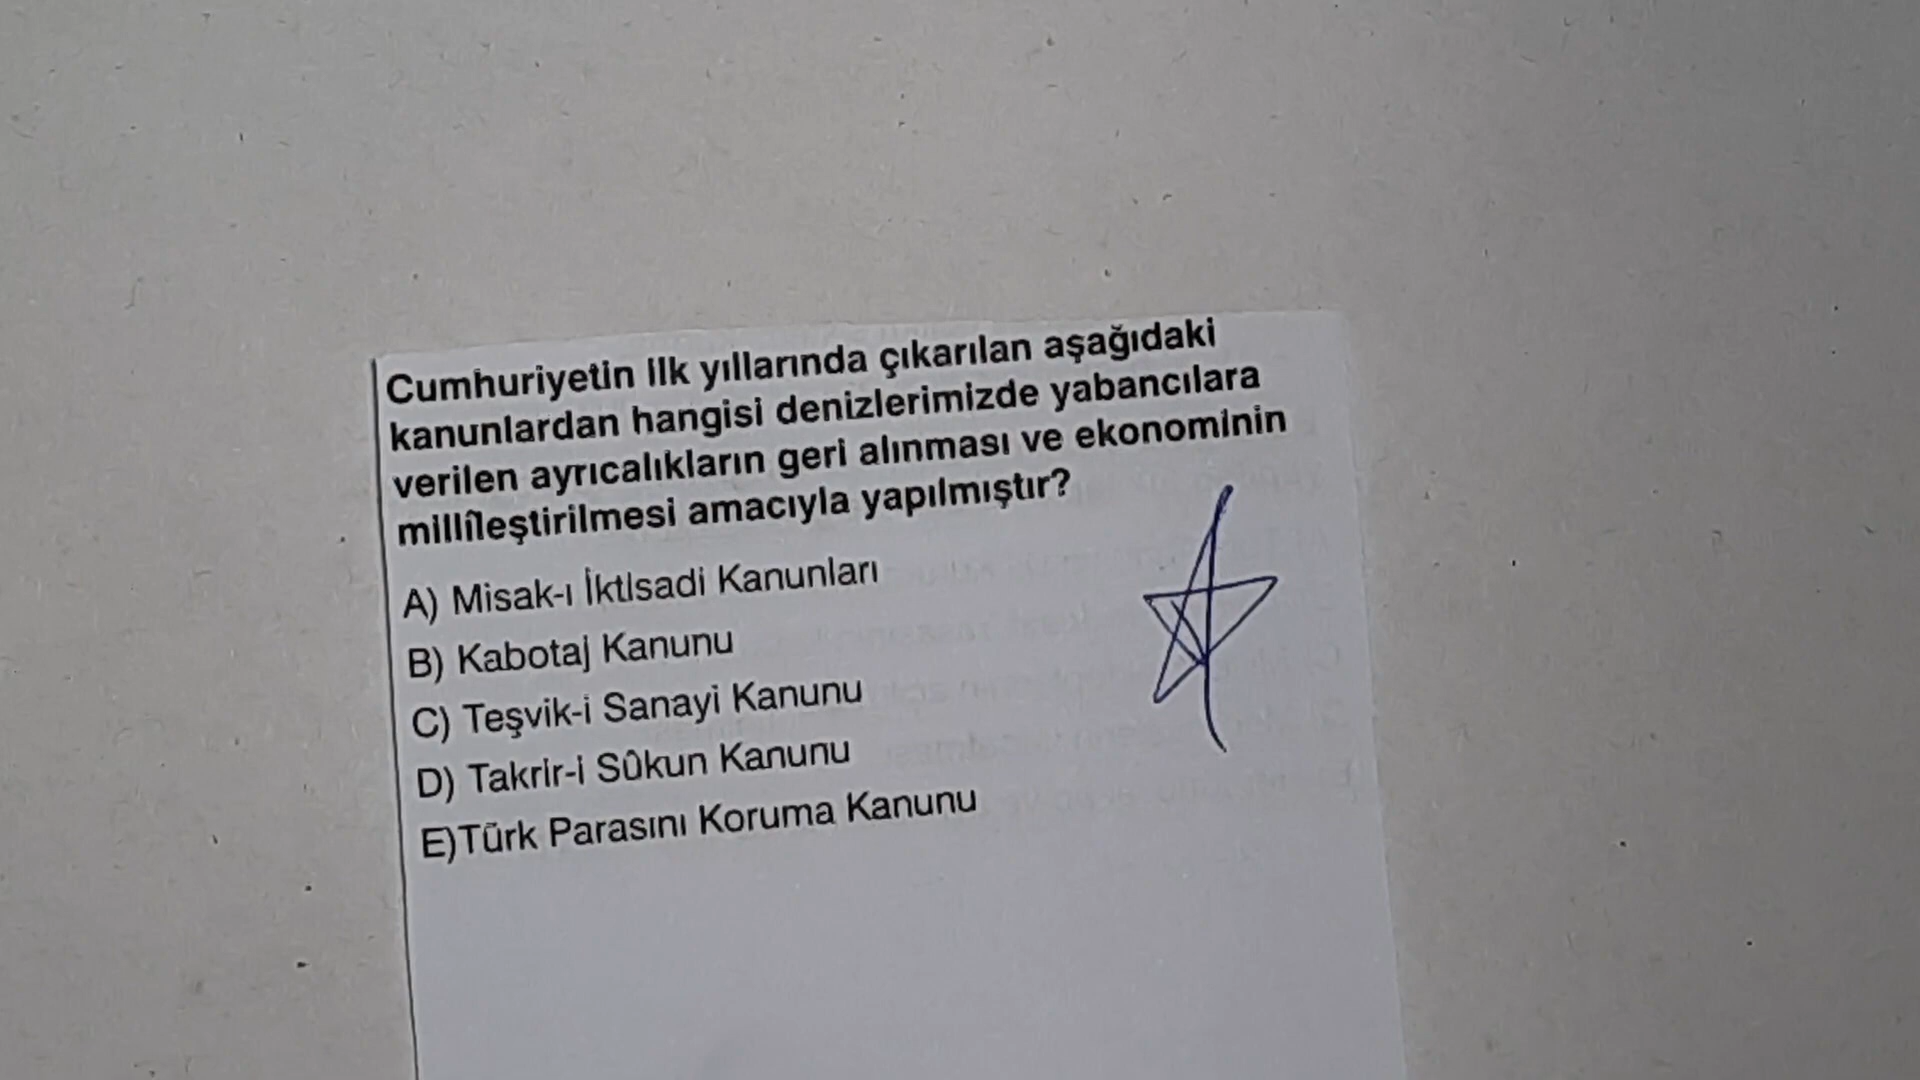 Cumhuriyetin ilk yıllarında çıkarılan aşağıdaki
kanunlardan hangisi denizlerimizde yabancılara
verilen ayrıcalıkların geri alınması ve ekonominin
millîleştirilmesi amacıyla yapılmıştır?
A) Misak-ı İktisadi Kanunları
B) Kabotaj Kanunu
C) Teşvik-i Sanayi Kanunu
D) Takrir-i Sûkun Kanunu
E)Türk Parasını Koruma Kanunu